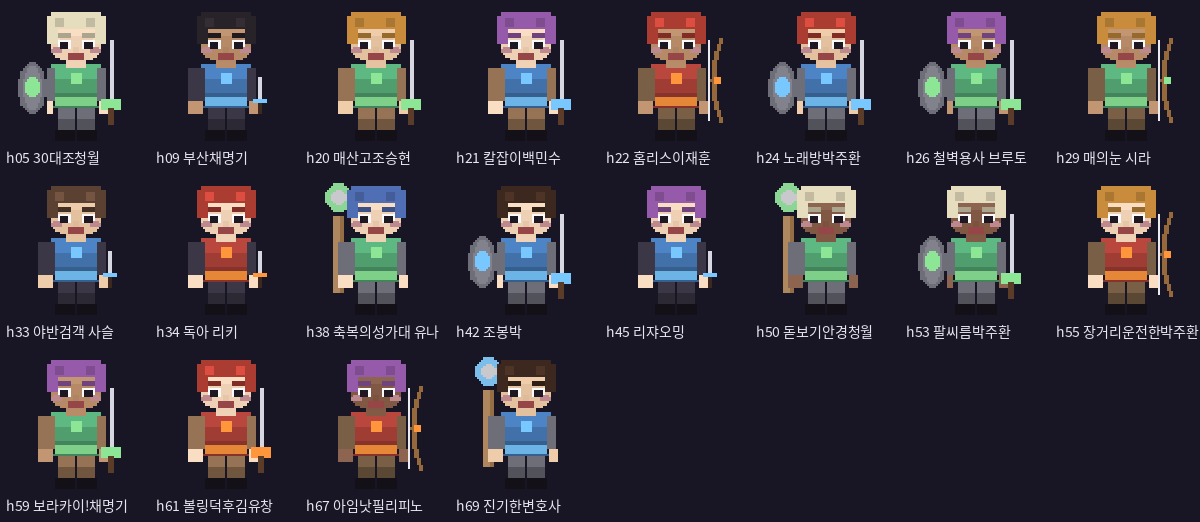 h05 30대조청월
h09 부산채명기
h20 매산고조승현
h21 칼잡이백민수
h22 홈리스이재훈
h24 노래방박주환
h26 철벽용사 브루토
h29 매의눈 시라
h33 야반검객 사슬
h34 독아 리키
h38 축복의성가대 유나
h42 조봉박
h45 리쟈오밍
h50 돋보기안경청월
h53 팔씨름박주환
h55 장거리운전한박주환
h59 보라카이!채명기
h61 볼링덕후김유창
h67 아임낫필리피노
h69 진기한변호사